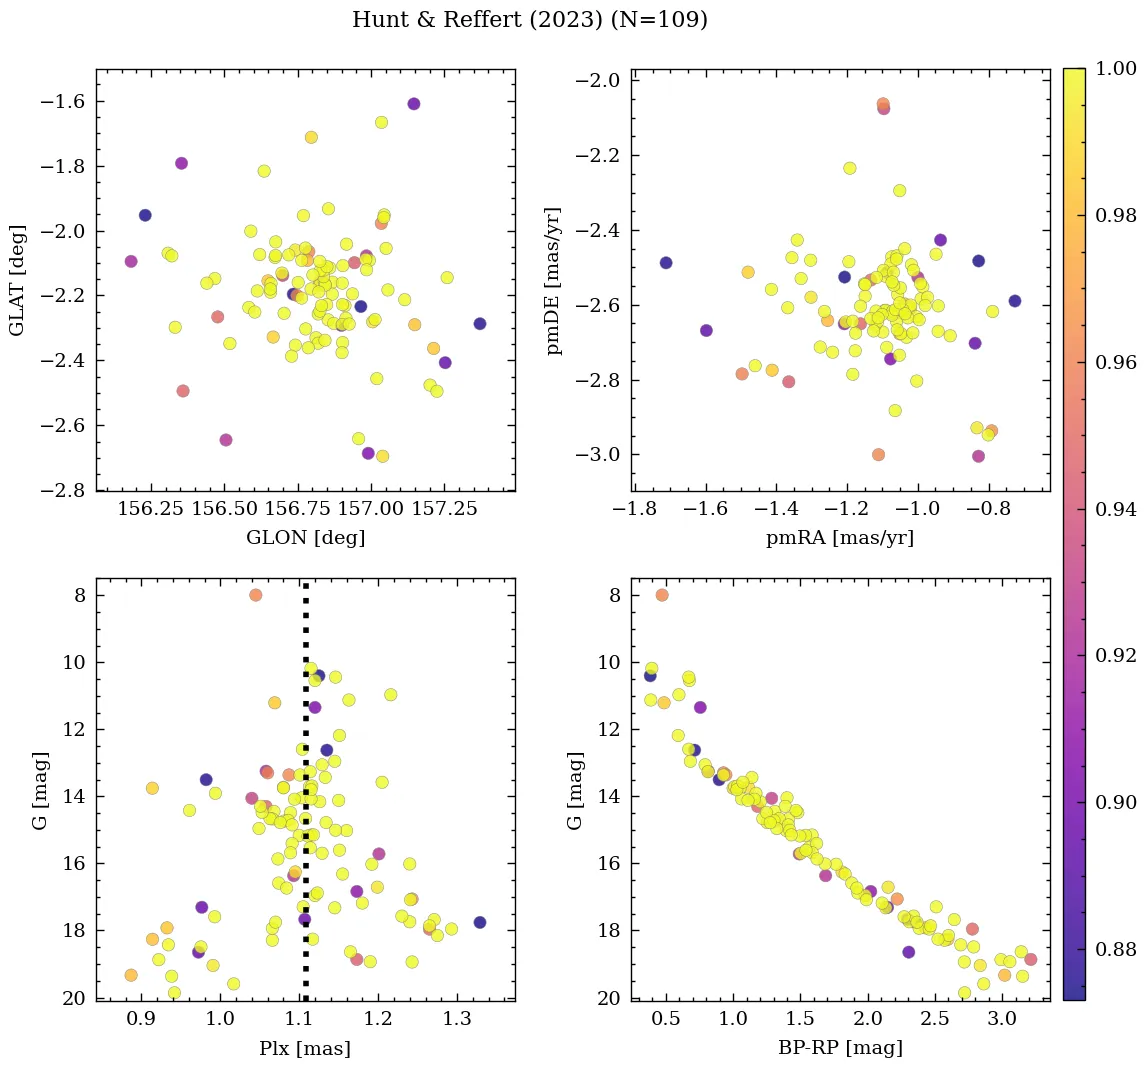 Hunt & Reffert (2023) (N=109)
−1.6
−1.8
−2.0
−2.2
−2.4
−2.6
−2.8
GLAT [deg]
156.25 156.50 156.75 157.00 157.25
GLON [deg]
−2.0
−2.2
−2.4
−2.6
−2.8
−3.0
pmDE [mas/yr]
−1.8 −1.6 −1.4 −1.2 −1.0 −0.8
pmRA [mas/yr]
1.00
0.98
0.96
0.94
0.92
0.90
0.88
8
10
12
14
16
18
20
G [mag]
0.9 1.0 1.1 1.2 1.3
Plx [mas]
8
10
12
14
16
18
20
G [mag]
0.5 1.0 1.5 2.0 2.5 3.0
BP-RP [mag]